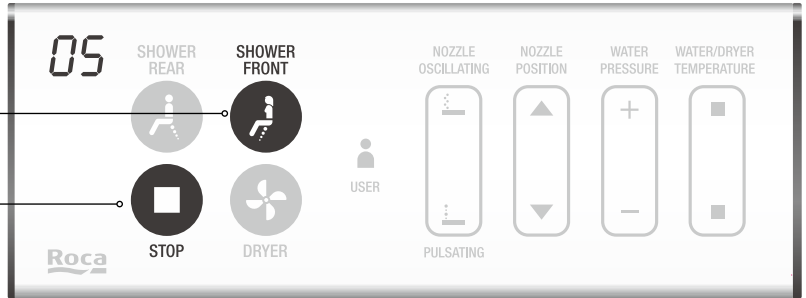 05
SHOWER
REAR
SHOWER
FRONT
NOZZLE
OSCILLATING
NOZZLE
POSITION
WATER
PRESSURE
WATER/DRYER
TEMPERATURE
USER
STOP
DRYER
PULSATING
Roca